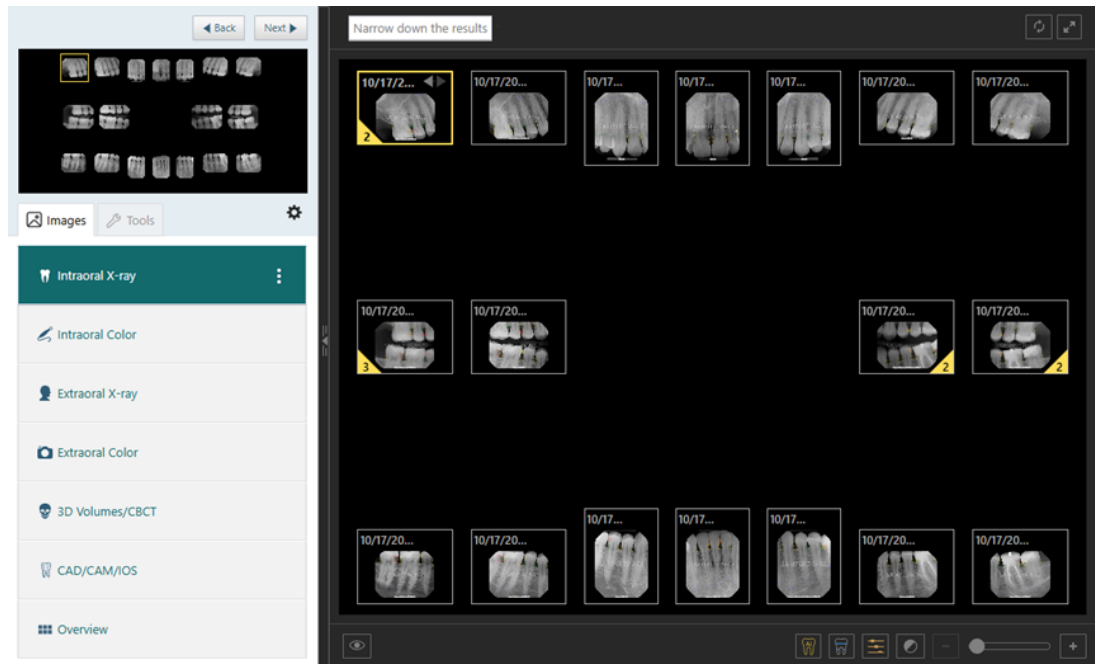 Back
Next
Narrow down the results
10/17/2...
10/17/20...
10/17...
10/17...
10/17...
10/17/20...
10/17/20...
2
Images
Tools
Intraoral X-ray
Intraoral Color
Extraoral X-ray
Extraoral Color
3D Volumes/CBCT
CAD/CAM/IOS
Overview
10/17/20...
10/17/20...
10/17/20...
10/17/20...
3
2
2
10/17/20...
10/17/20...
10/17...
10/17...
10/17...
10/17/20...
10/17/20...
AI